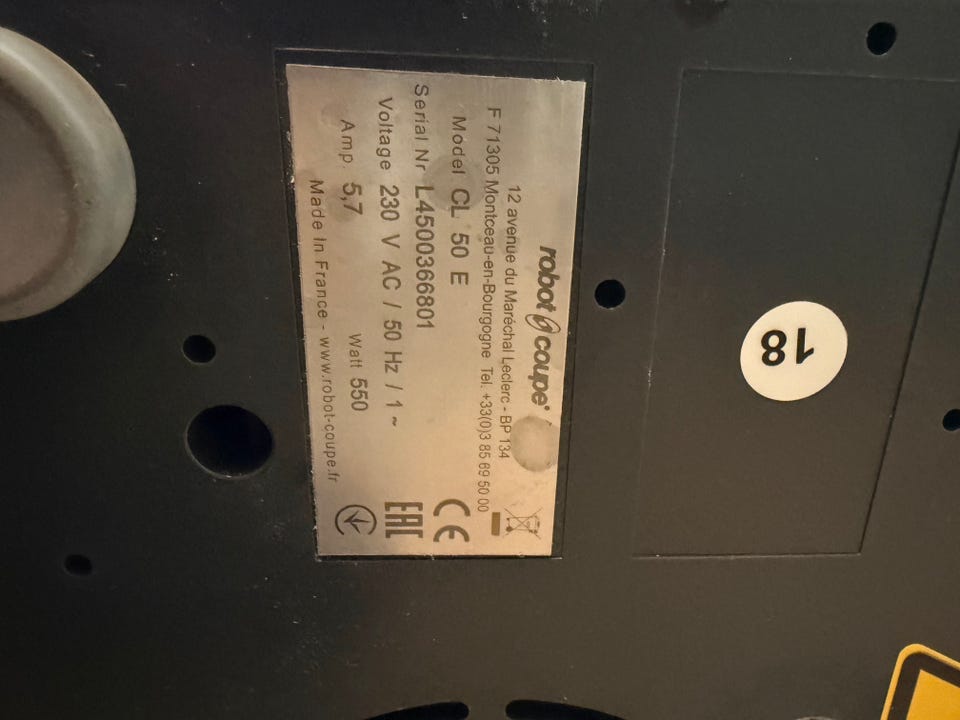 robot coupe®
12 avenue du Maréchal Leclerc - BP 134
F 71305 Montceau-en-Bourgogne Tel. +33(0)3 85 69 50 00
Model CL 50 E
Serial Nr L4500366801
Voltage 230 V AC / 50 Hz / 1 ~
Amp. 5,7 Watt 550
Made In France - www.robot-coupe.fr
CE
EAC
18